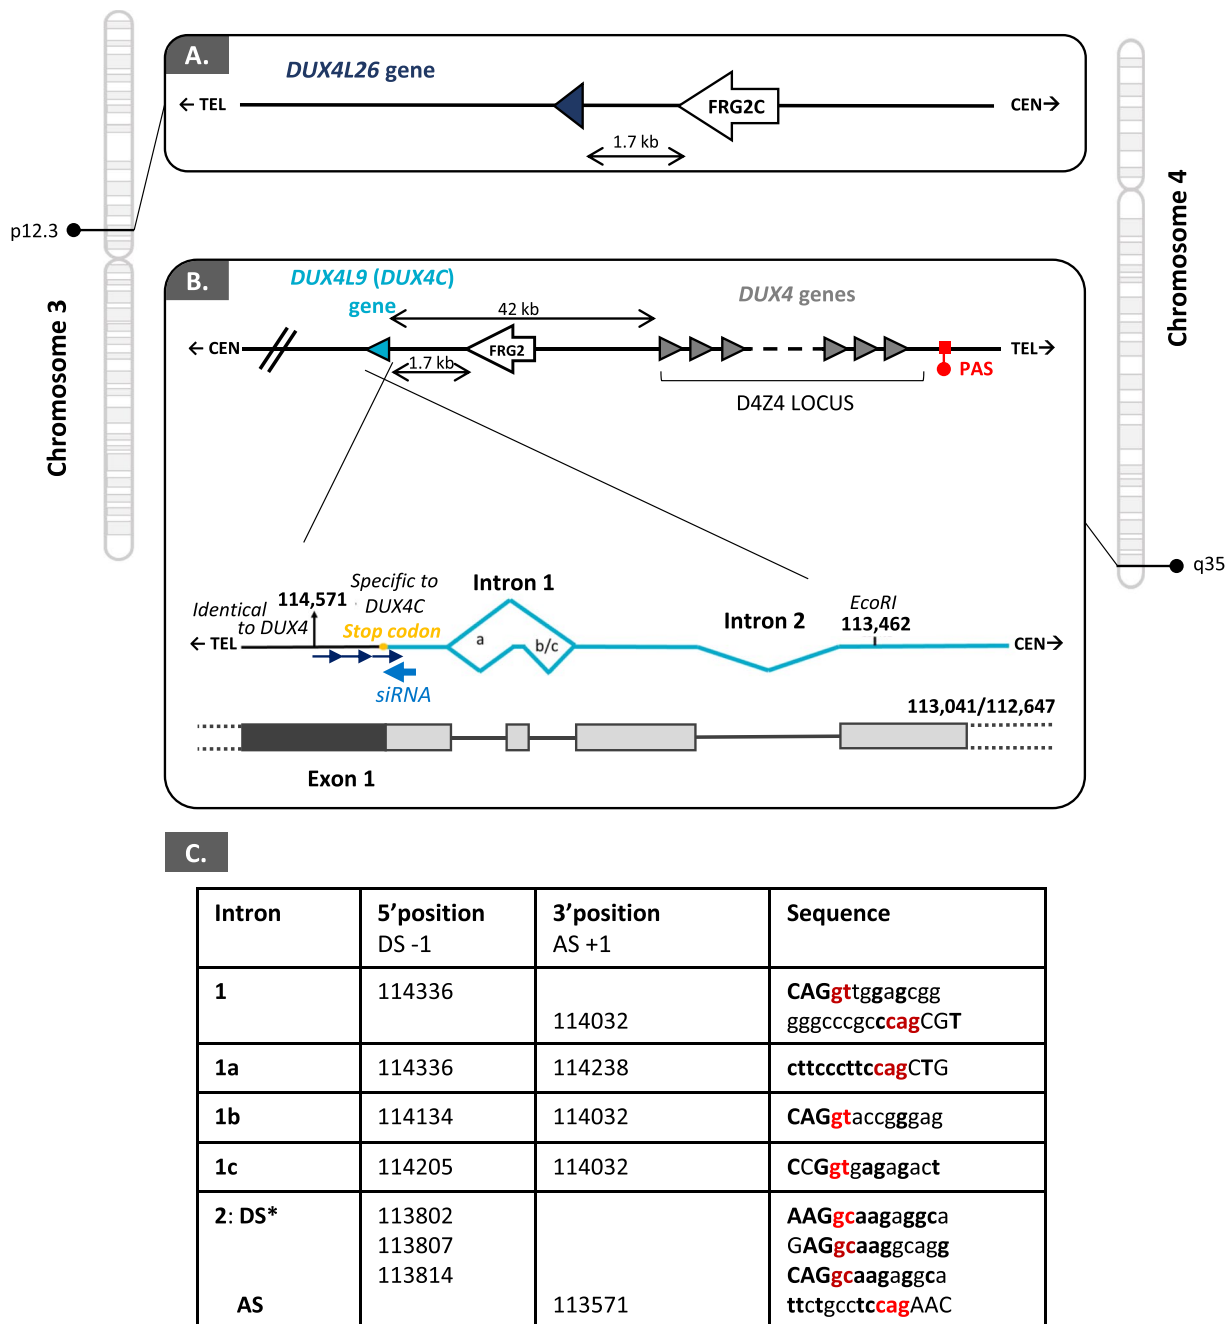 A.
DUX4L26 gene
← TEL
FRG2C
CEN→
1.7 kb
p12.3
Chromosome 3
Chromosome 4
B.
DUX4L9 (DUX4C)
gene
42 kb
DUX4 genes
← CEN
FRG2
TEL→
1.7 kb
PAS
D4Z4 LOCUS
q35
Identical
to DUX4
114,571
Specific to
DUX4C
Stop codon
Intron 1
a
b/c
Intron 2
EcoRI
113,462
← TEL
CEN→
siRNA
113,041/112,647
Exon 1
C.
Intron 5'position 3'position Sequence
DS -1 AS +1
1 114336 CAGgttggagcgg
114032 gggcccgcccagCGT
1a 114336 114238 cttcccttccagCTG
1b 114134 114032 CAGgtaccgggag
1c 114205 114032 CCGgtgagagact
2: DS* 113802 AAGgcaagaggca
113807 GAGgcaaggcagg
113814 CAGgcaagaggca
AS 113571 ttctgcctccagAAC